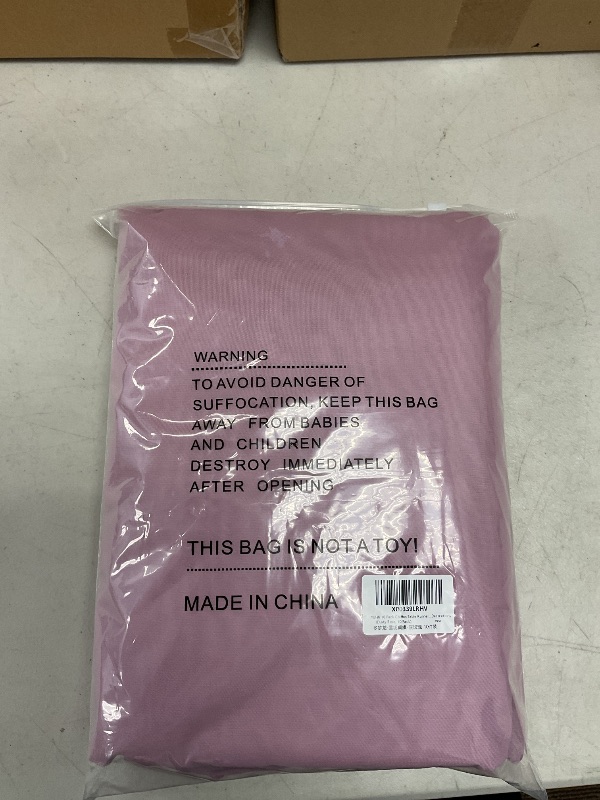 WARNING
TO AVOID DANGER OF
SUFFOCATION, KEEP THIS BAG
AWAY FROM BABIES
AND CHILDREN
DESTROY IMMEDIATELY
AFTER OPENING
THIS BAG IS NOT A TOY!
MADE IN CHINA